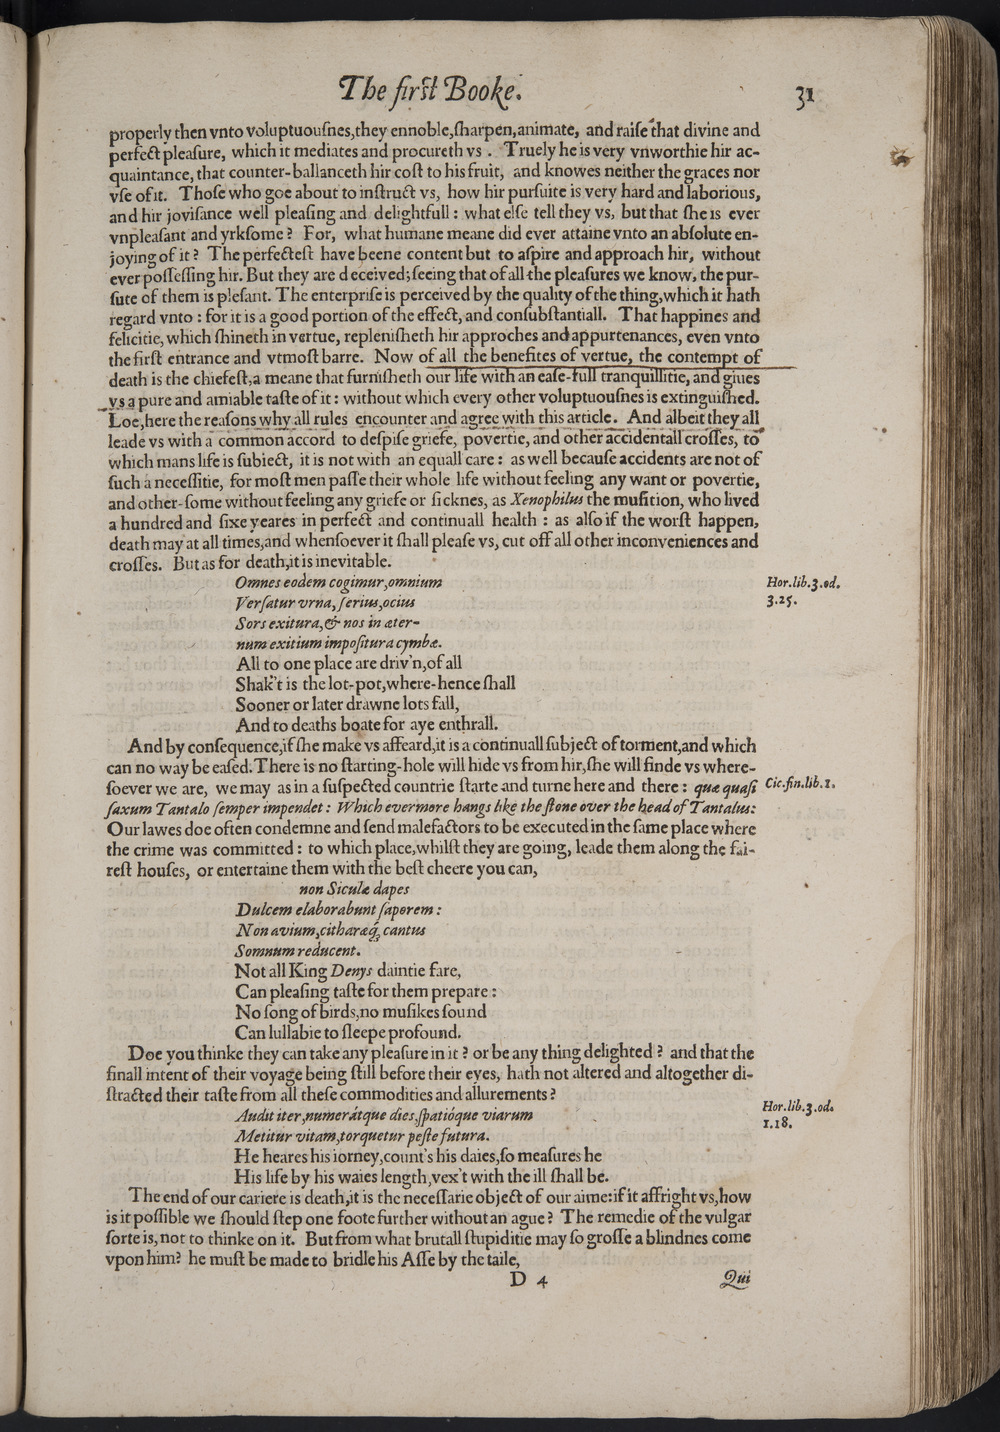 The firſt Booke.
31
properly then vnto voluptuouſnes,they ennoble,ſharpen,animate, and raiſe that divine and
perfect pleaſure, which it mediates and procureth vs . Truely he is very vnworthie hir ac-
quaintance, that counter-ballanceth hir coſt to his fruit, and knowes neither the graces nor
vſe of it. Thoſe who goe about to inſtruct vs, how hir purſuite is very hard and laborious,
and hir joviſance well pleaſing and delightfull : what elſe tell they vs, but that ſhe is ever
vnpleaſant and yrkſome ? For, what humane meane did ever attaine vnto an abſolute en-
joying of it ? The perfecteſt have beene content but to aſpire and approach hir, without
ever poſſeſſing hir. But they are deceived; ſeeing that of all the pleaſures we know, the pur-
ſute of them is pleſant. The enterpriſe is perceived by the quality of the thing,which it hath
regard vnto : for it is a good portion of the effect, and conſubſtantiall. That happines and
felicitie, which ſhineth in vertue, repleniſheth hir approches and appurtenances, even vnto
the firſt entrance and vtmoſt barre. Now of all the benefites of vertue, the contempt of
death is the chiefeſt,a meane that furniſheth our life with an eaſe-full tranquillitie, and giues
vs a pure and amiable taſte of it : without which every other voluptuouſnes is extinguiſhed.
Loe,here the reaſons why all rules encounter and agree with this article. And albeit they all
leade vs with a common accord to deſpiſe griefe, povertie, and other accidentall croſſes, to
which mans life is ſubiect, it is not with an equall care : as well becauſe accidents are not of
ſuch a neceſſitie, for moſt men paſſe their whole life without feeling any want or povertie,
and other-ſome without feeling any griefe or ſicknes, as Xenophilus the muſition, who lived
a hundred and ſixe yeares in perfect and continuall health : as alſo if the worſt happen,
death may at all times,and whenſoever it ſhall pleaſe vs, cut off all other inconveniences and
croſſes. But as for death,it is inevitable.
Omnes eodem cogimur,omnium
Hor.lib.3.od.
Verſatur vrna, ſerius,ocius
3.25.
Sors exitura,& nos in æter-
num exitium impoſitura cymbæ.
All to one place are driv'n,of all
Shak't is the lot-pot,where-hence ſhall
Sooner or later drawne lots fall,
And to deaths boate for aye enthrall.
And by conſequence,if ſhe make vs affeard,it is a continuall ſubject of torment,and which
can no way be eaſed. There is no ſtarting-hole will hide vs from hir,ſhe will finde vs where-
ſoever we are, we may as in a ſuſpected countrie ſtarte and turne here and there : quæ quaſi
Cic.fin.lib.1.
ſaxum Tantalo ſemper impendet : Which evermore hangs like the ſtone over the head of Tantalus:
Our lawes doe often condemne and ſend malefactors to be executed in the ſame place where
the crime was committed : to which place,whilſt they are going, leade them along the fai-
reſt houſes, or entertaine them with the beſt cheere you can,
non Siculæ dapes
Dulcem elaborabunt ſaporem :
Non avium,citharæq́; cantus
Somnum reducent.
Not all King Denys daintie fare,
Can pleaſing taſte for them prepare :
No ſong of birds,no muſikes ſound
Can lullabie to ſleepe profound.
Doe you thinke they can take any pleaſure in it ? or be any thing delighted ? and that the
finall intent of their voyage being ſtill before their eyes, hath not altered and altogether di-
ſtracted their taſte from all theſe commodities and allurements ?
Audit iter,numerátque dies,ſpatióque viarum
Hor.lib.3.od.
Metitur vitam,torquetur peſte futura.
1.18.
He heares his iorney,count's his daies,ſo meaſures he
His life by his waies length,vex't with the ill ſhall be.
The end of our cariere is death,it is the neceſſarie object of our aime:if it affright vs,how
is it poſſible we ſhould ſtep one foote further without an ague ? The remedie of the vulgar
ſorte is, not to thinke on it. But from what brutall ſtupiditie may ſo groſſe a blindnes come
vpon him? he muſt be made to bridle his Aſſe by the taile,
D 4
Qui